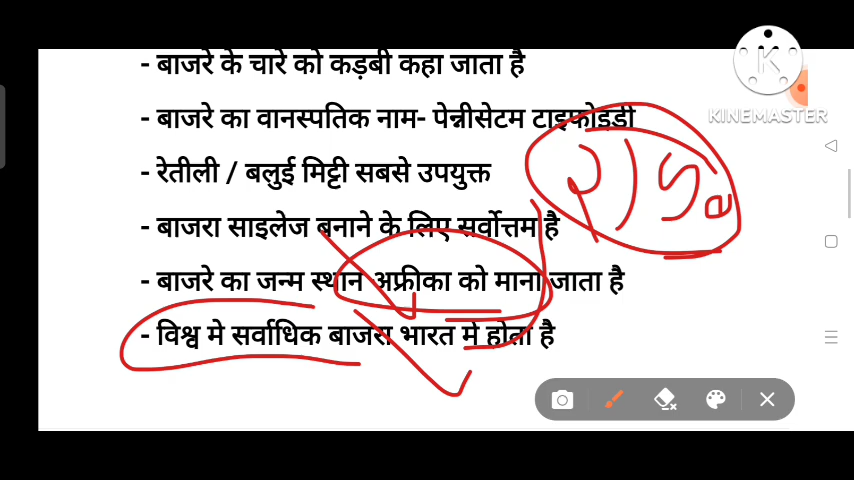 - बाजरे के चारे को कड़बी कहा जाता है
- बाजरे का वानस्पतिक नाम- पेन्नीसेटम टाइफोइडी
- रेतीली / बलुई मिट्टी सबसे उपयुक्त
- बाजरा साइलेज बनाने के लिए सर्वोत्तम है
- बाजरे का जन्म स्थान अफ्रीका को माना जाता है
- विश्व मे सर्वाधिक बाजरा भारत मे होता है
K
KINEMASTER